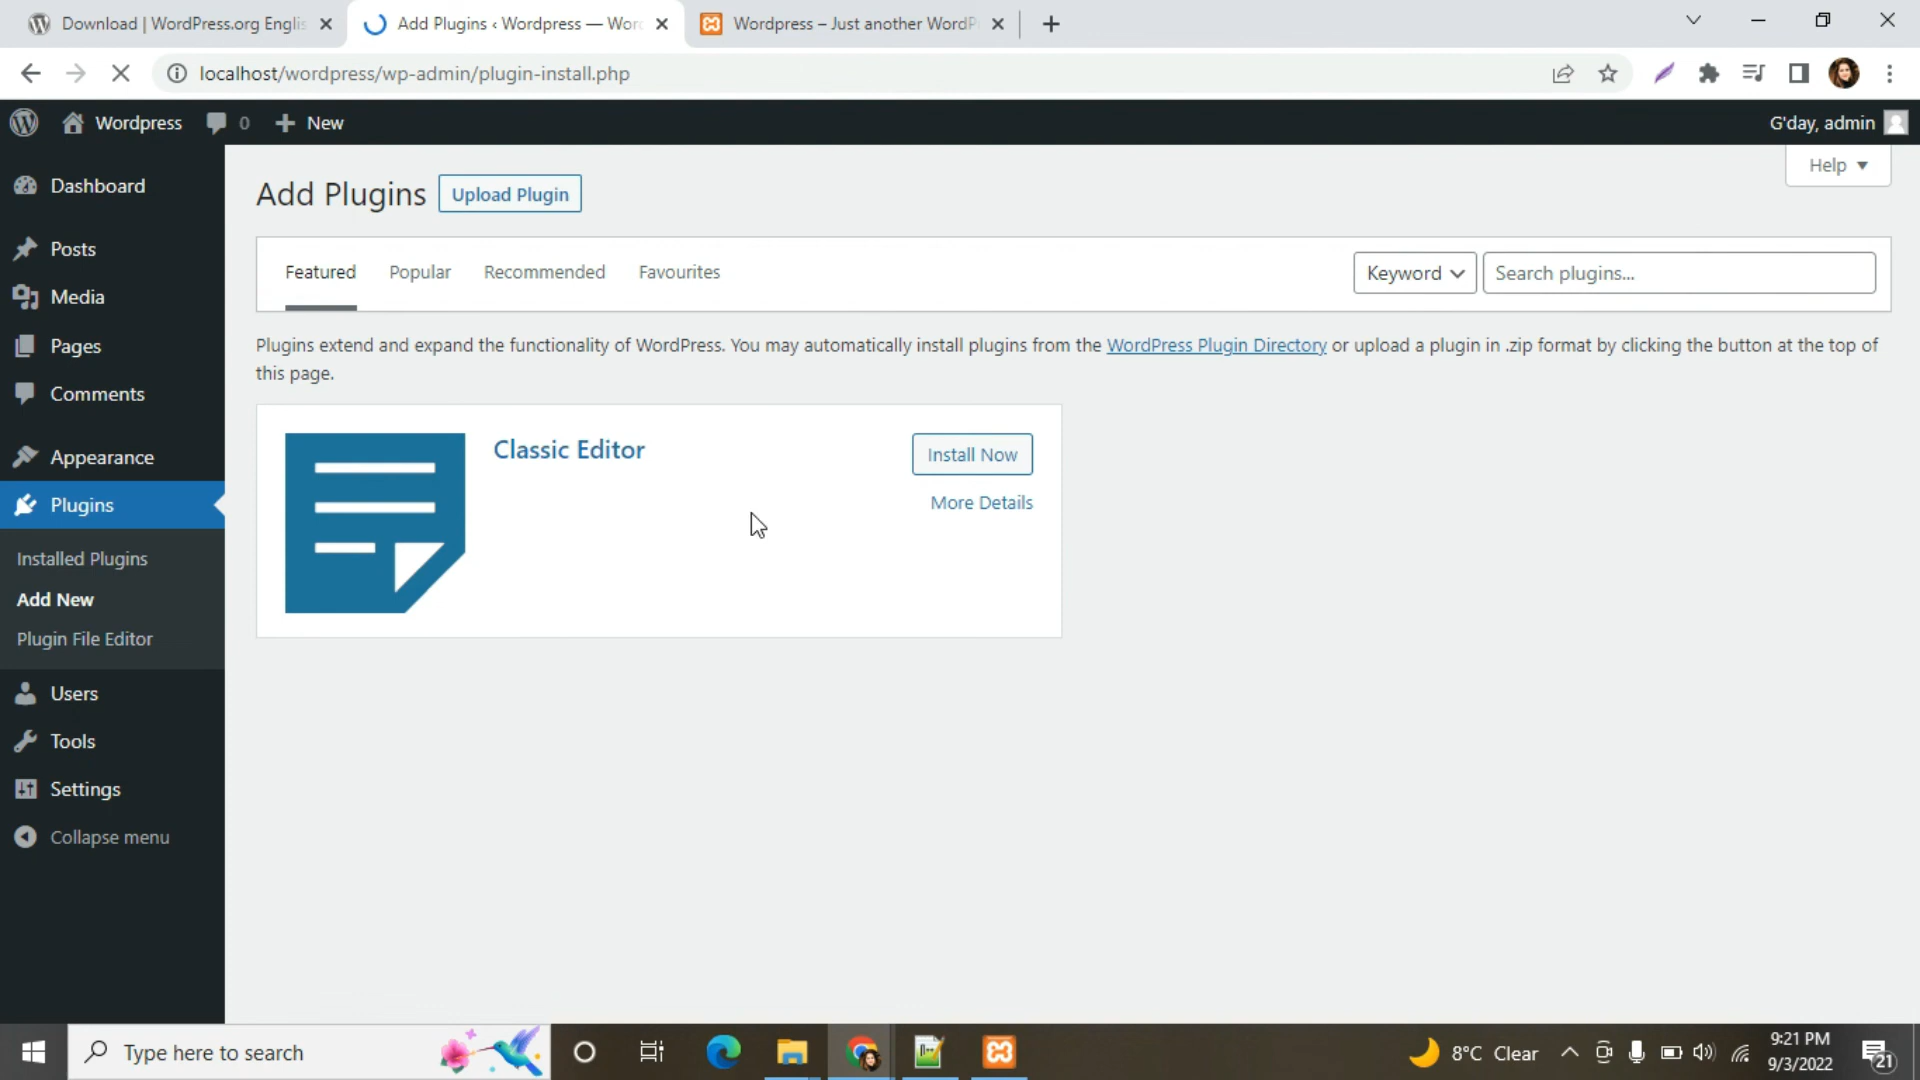 Download | WordPress.org Englis
Add Plugins ‹ Wordpress — Word
Wordpress – Just another WordP
localhost/wordpress/wp-admin/plugin-install.php
Wordpress
0
New
G'day, admin
Dashboard
Posts
Media
Pages
Comments
Appearance
Plugins
Installed Plugins
Add New
Plugin File Editor
Users
Tools
Settings
Collapse menu
Help
Add Plugins
Upload Plugin
Featured
Popular
Recommended
Favourites
Keyword
Search plugins...
Plugins extend and expand the functionality of WordPress. You may automatically install plugins from the WordPress Plugin Directory or upload a plugin in .zip format by clicking the button at the top of
this page.
Classic Editor
Install Now
More Details
Type here to search
8°C Clear
9:21 PM
9/3/2022
21